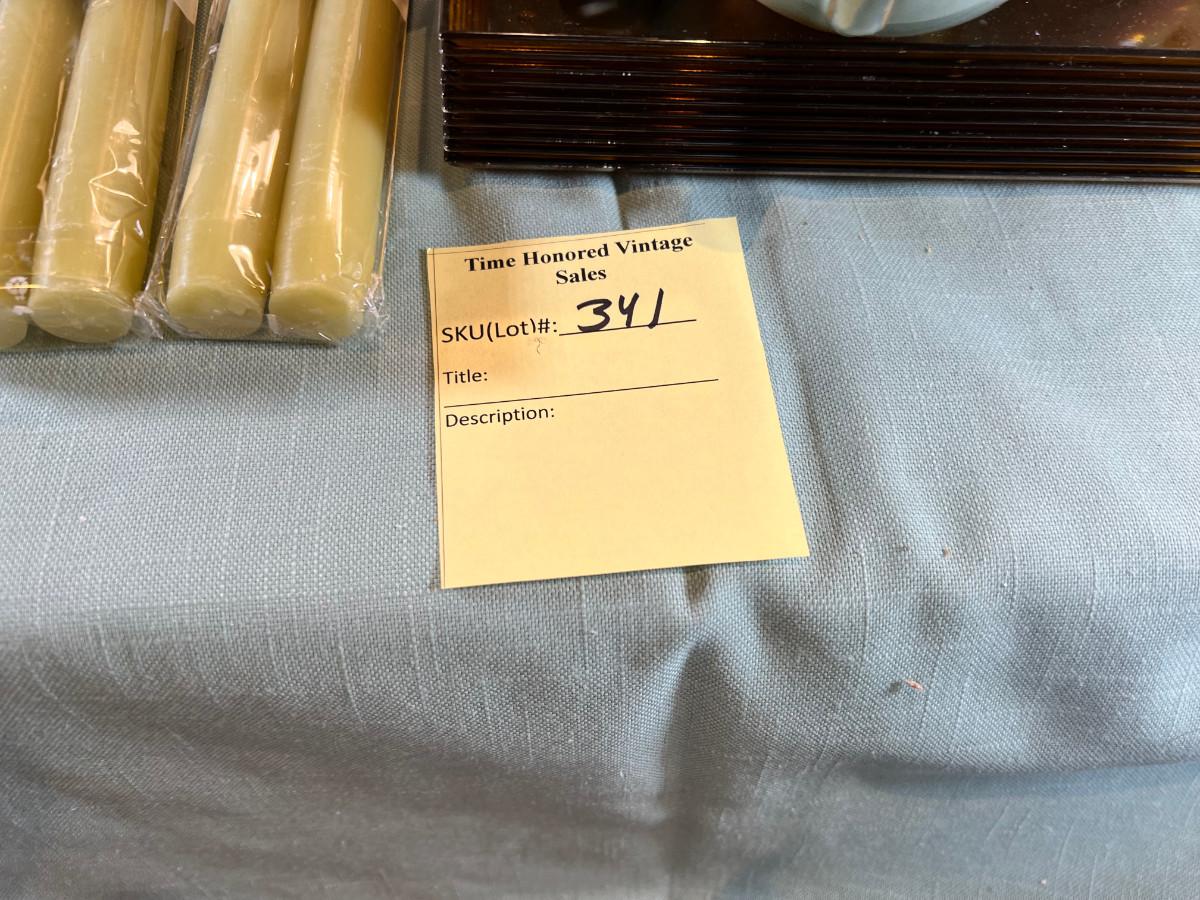 Time Honored Vintage
Sales
SKU(Lot)#: 341
Title:
Description: